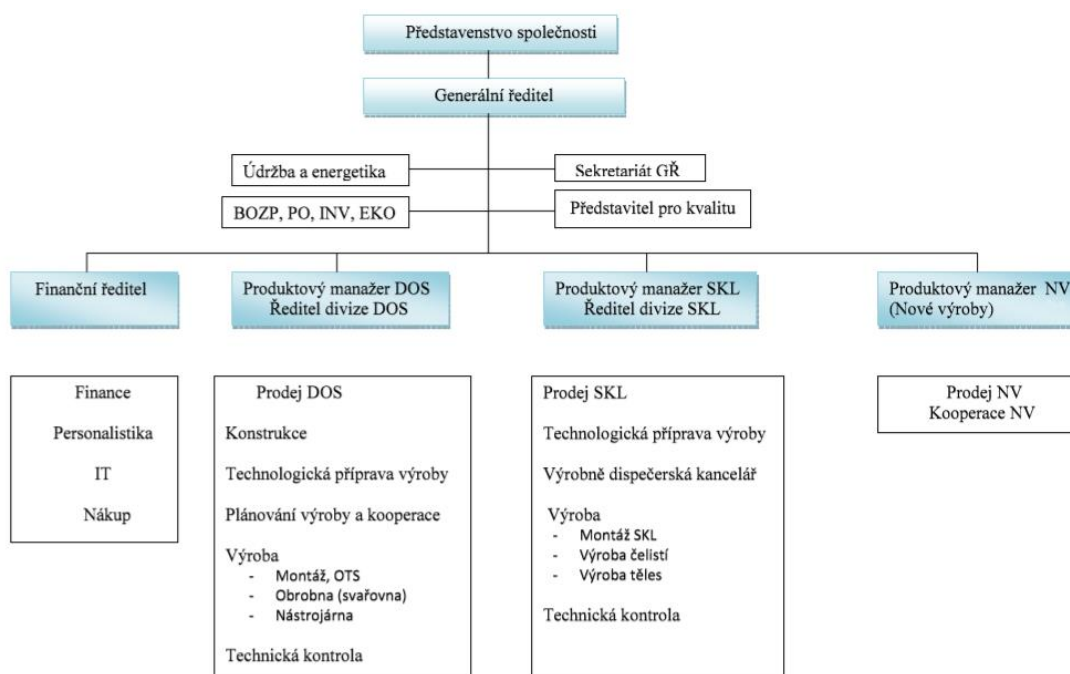 Představenstvo společnosti
Generální ředitel
Údržba a energetika
Sekretariát GŘ
BOZP, PO, INV, EKO
Představitel pro kvalitu
Finanční ředitel
Produktový manažer DOS
Ředitel divize DOS
Produktový manažer SKL
Ředitel divize SKL
Produktový manažer NV
(Nové výroby)
Finance
Personalistika
IT
Nákup
Prodej DOS
Konstrukce
Technologická příprava výroby
Plánování výroby a kooperace
Výroba
- Montáž, OTS
- Obrobna (svařovna)
- Nástrojárna
Technická kontrola
Prodej SKL
Technologická příprava výroby
Výrobně dispečerská kancelář
Výroba
- Montáž SKL
- Výroba čelistí
- Výroba těles
Technická kontrola
Prodej NV
Kooperace NV